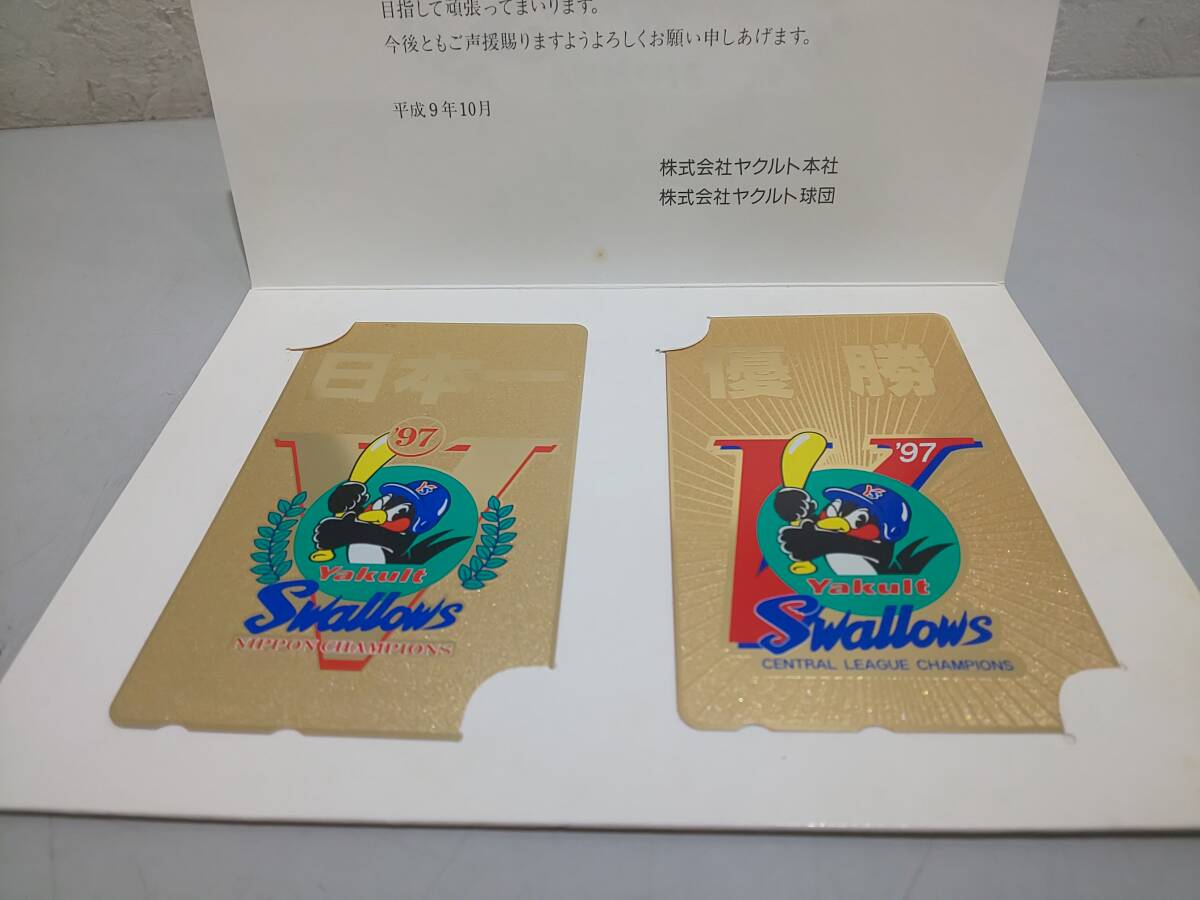 目指して頑張ってまいります。
今後ともご声援賜りますようよろしくお願い申しあげます。
平成9年10月
株式会社ヤクルト本社
株式会社ヤクルト球団
日本一
'97
YS
Yakult
Swallows
NIPPON CHAMPIONS
優勝
'97
YS
Yakult
Swallows
CENTRAL LEAGUE CHAMPIONS